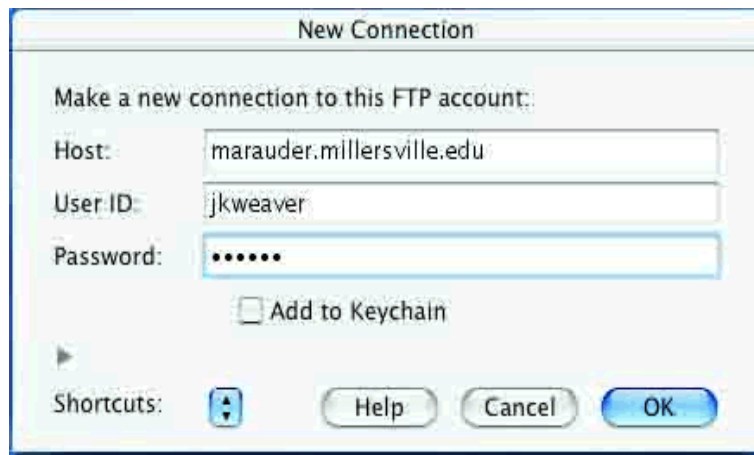 New Connection
Make a new connection to this FTP account:
Host: marauder.millersville.edu
User ID: jkweaver
Password: ••••••
Add to Keychain
Shortcuts: Help Cancel OK